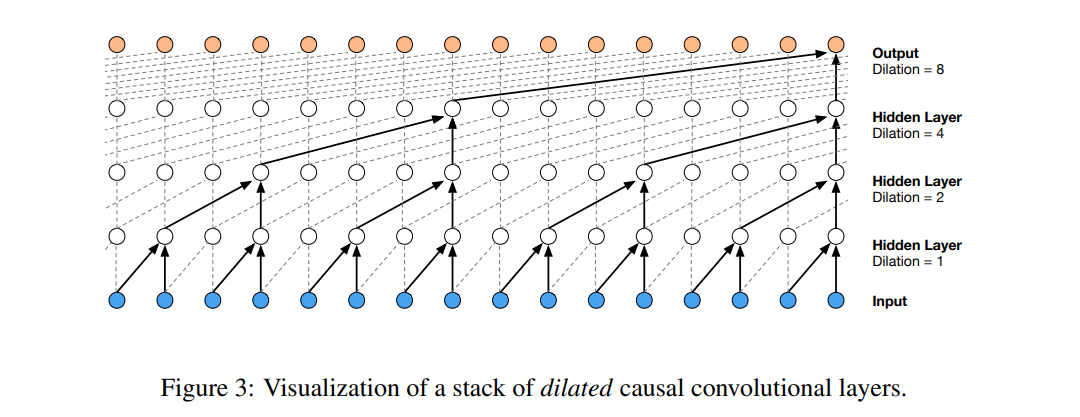 Output
Dilation = 8
Hidden Layer
Dilation = 4
Hidden Layer
Dilation = 2
Hidden Layer
Dilation = 1
Input
Figure 3: Visualization of a stack of dilated causal convolutional layers.